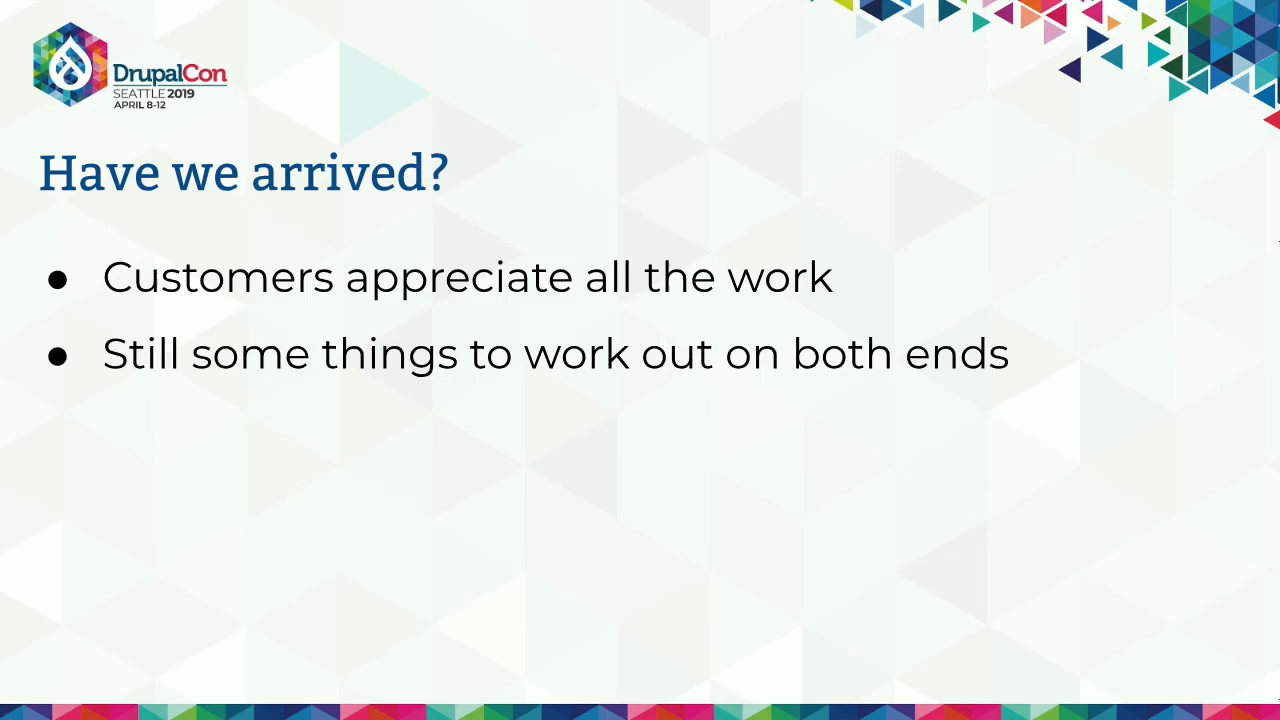 DrupalCon
SEATTLE 2019
APRIL 8-12
Have we arrived?
● Customers appreciate all the work
● Still some things to work out on both ends